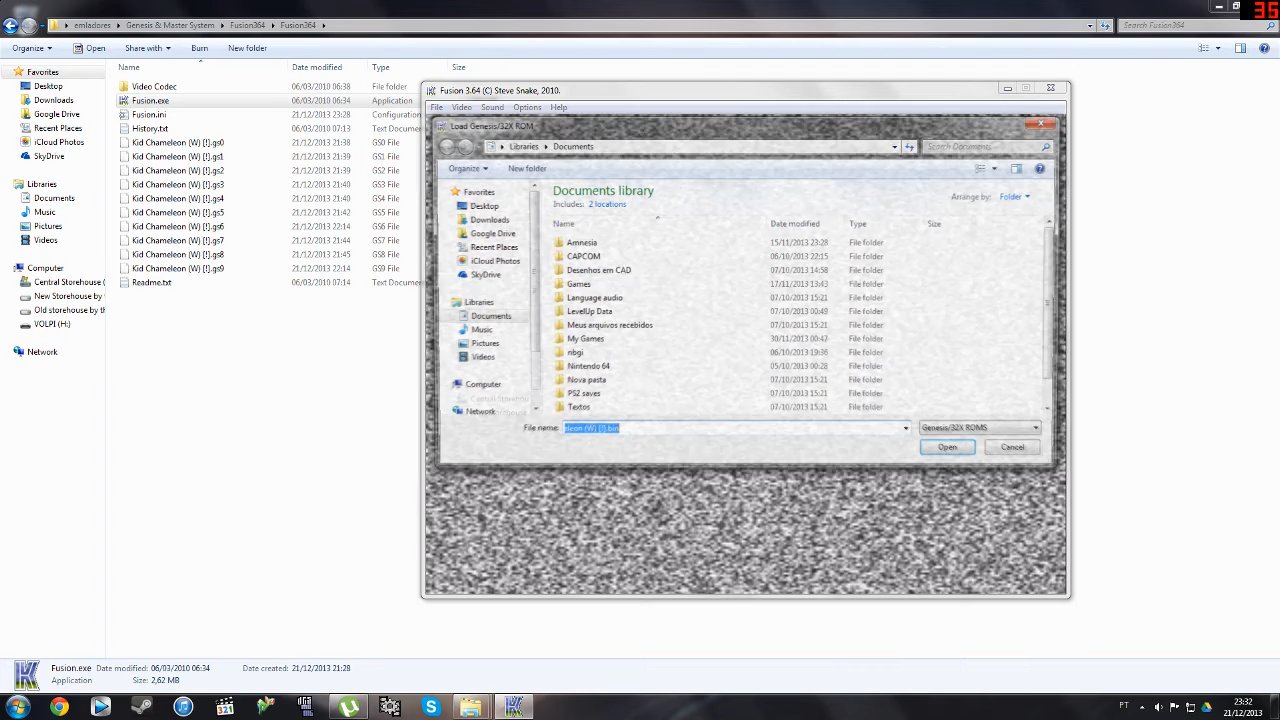 35
emladores Genesis & Master System Fusion364 Fusion364
Search Fusion364
Organize Open Share with Burn New folder
Name Date modified Type Size
Favorites
Desktop
Downloads
Google Drive
Recent Places
iCloud Photos
SkyDrive
Libraries
Documents
Music
Pictures
Videos
Computer
Central Storehouse (
New Storehouse by
Old storehouse by th
VOLPI (H:)
Network
Video Codec 06/03/2010 06:38 File folder
Fusion.exe 06/03/2010 06:34 Application
Fusion.ini 21/12/2013 23:28 Configuration
History.txt 06/03/2010 07:13 Text Document
Kid Chameleon (W) [!].gs0 21/12/2013 21:38 GS0 File
Kid Chameleon (W) [!].gs1 21/12/2013 21:39 GS1 File
Kid Chameleon (W) [!].gs2 21/12/2013 21:39 GS2 File
Kid Chameleon (W) [!].gs3 21/12/2013 21:40 GS3 File
Kid Chameleon (W) [!].gs4 21/12/2013 21:40 GS4 File
Kid Chameleon (W) [!].gs5 21/12/2013 21:42 GS5 File
Kid Chameleon (W) [!].gs6 21/12/2013 22:14 GS6 File
Kid Chameleon (W) [!].gs7 21/12/2013 21:44 GS7 File
Kid Chameleon (W) [!].gs8 21/12/2013 22:14 GS8 File
Kid Chameleon (W) [!].gs9 21/12/2013 22:14 GS9 File
Readme.txt 06/03/2010 07:14 Text Document
Fusion 3.64 (C) Steve Snake, 2010.
File Video Sound Options Help
Load Genesis/32X ROM
Libraries Documents
Search Documents
Organize New folder
Favorites
Desktop
Downloads
Google Drive
Recent Places
iCloud Photos
SkyDrive
Libraries
Documents
Music
Pictures
Videos
Computer
Network
Documents library
Includes: 2 locations
Arrange by: Folder
Name Date modified Type Size
Amnesia 15/11/2013 23:28 File folder
CAPCOM 06/10/2013 22:15 File folder
Desenhos em CAD 07/10/2013 14:58 File folder
Games 17/11/2013 13:43 File folder
Language audio 07/10/2013 15:21 File folder
LevelUp Data 07/10/2013 00:49 File folder
Meus arquivos recebidos 07/10/2013 15:21 File folder
My Games 30/11/2013 00:47 File folder
nbgi 06/10/2013 19:36 File folder
Nintendo 64 05/10/2013 00:28 File folder
Nova pasta 07/10/2013 15:21 File folder
PS2 saves 07/10/2013 15:21 File folder
Textos 07/10/2013 15:21 File folder
File name: eleon (W) [!].bin Genesis/32X ROMS
Open Cancel
Fusion.exe Date modified: 06/03/2010 06:34 Date created: 21/12/2013 21:28
Application Size: 2,62 MB
321
PT
23:32
21/12/2013